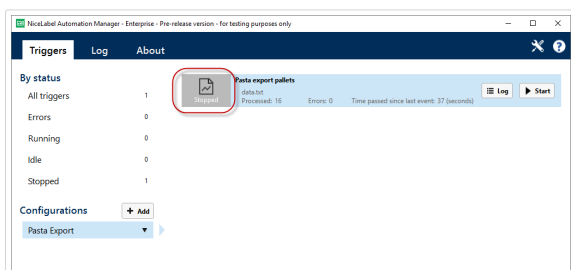 NiceLabel Automation Manager - Enterprise - Pre-release version - for testing purposes only
Triggers Log About
By status
All triggers 1
Errors 0
Running 0
Idle 0
Stopped 1
Configurations + Add
Pasta Export
Stopped
Pasta export pallets
data.txt
Processed: 16 Errors: 0 Time passed since last event: 37 (seconds)
Log Start